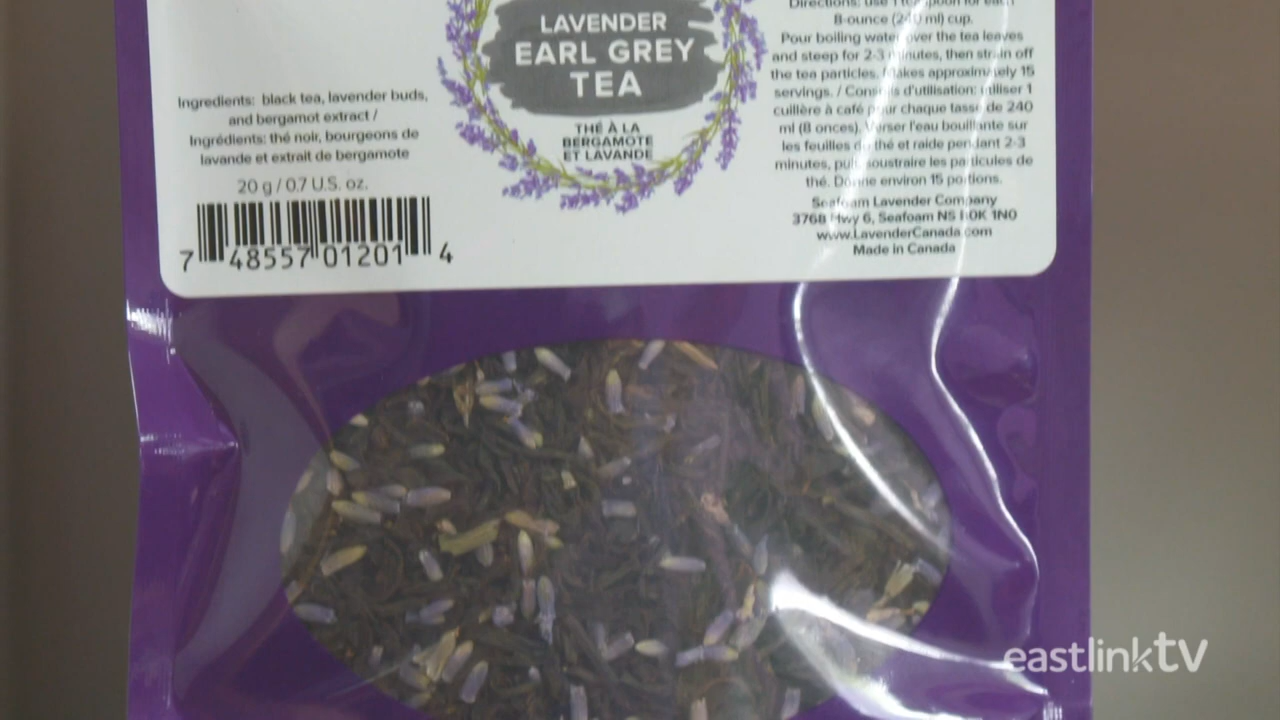 LAVENDER
EARL GREY
TEA
THÉ À LA
BERGAMOTE
ET LAVANDE
Ingredients: black tea, lavender buds,
and bergamot extract /
Ingrédients: thé noir, bourgeons de
lavande et extrait de bergamote
20 g / 0.7 U.S. oz.
7 48557 01201 4
Directions: use 1 teaspoon for each
8-ounce (240 ml) cup.
Pour boiling water over the tea leaves
and steep for 2-3 minutes, then strain off
the tea particles. Makes approximately 15
servings. / Conseils d'utilisation: utiliser 1
cuillère à café pour chaque tasse de 240
ml (8 onces). Verser l'eau bouillante sur
les feuilles du thé et raide pendant 2-3
minutes, puis soustraire les particules de
thé. Donne environ 15 portions.
Seafoam Lavender Company
3768 Hwy 6, Seafoam NS B0K 1N0
www.LavenderCanada.com
Made in Canada
eastlinktv